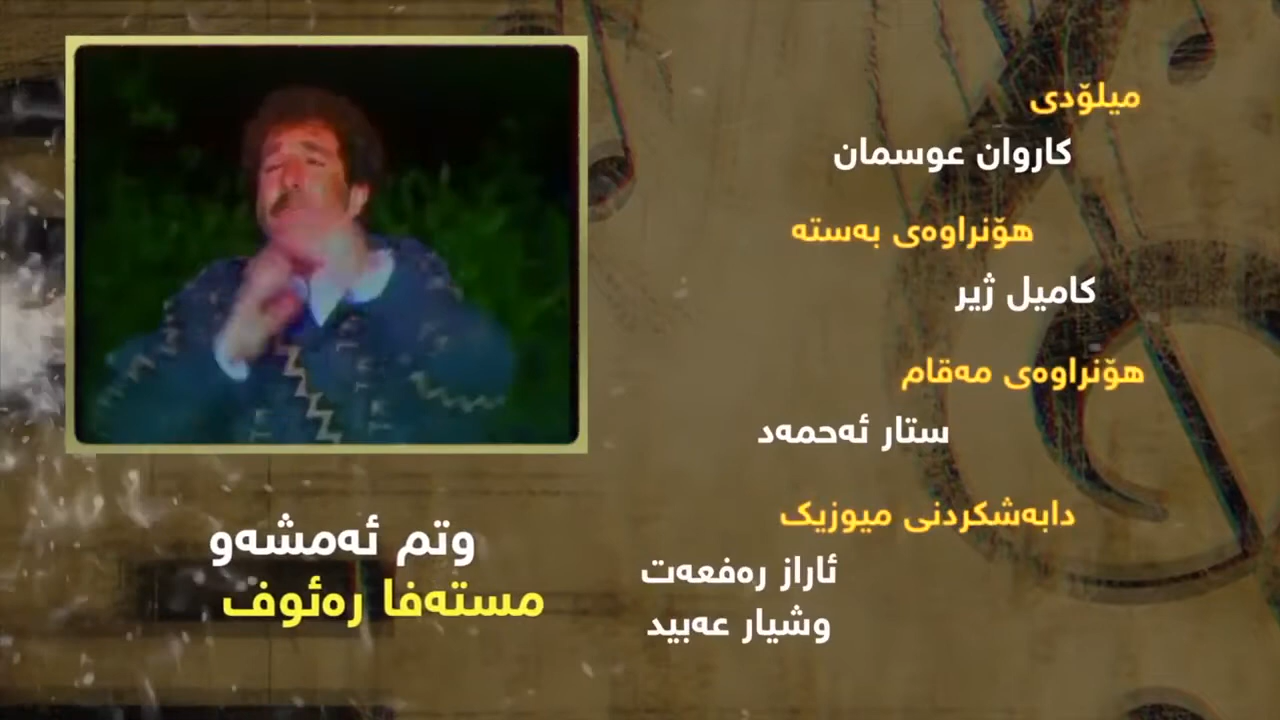 میلۆدی
کاروان عوسمان
هۆنراوەی بەستە
کامیل ژیر
هۆنراوەی مەقام
ستار ئەحمەد
دابەشکردنی میوزیک
ئاراز رەفعەت
وشیار عەبید
وتم ئەمشەو
مستەفا رەئوف